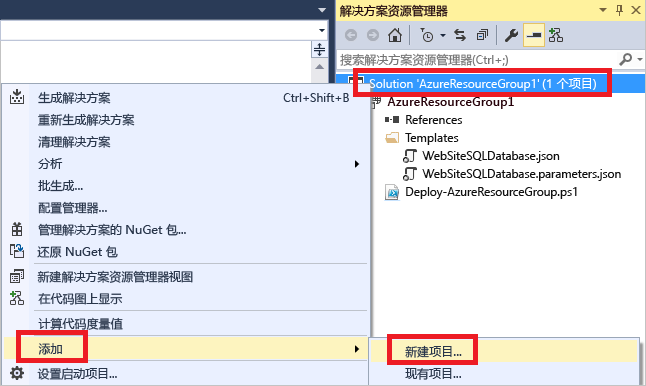 解决方案资源管理器
搜索解决方案资源管理器(Ctrl+;)
Solution 'AzureResourceGroup1' (1 个项目)
AzureResourceGroup1
References
Templates
WebSiteSQLDatabase.json
WebSiteSQLDatabase.parameters.json
Deploy-AzureResourceGroup.ps1
生成解决方案 Ctrl+Shift+B
重新生成解决方案
清理解决方案
分析
批生成...
配置管理器...
管理解决方案的 NuGet 包...
还原 NuGet 包
新建解决方案资源管理器视图
在代码图上显示
计算代码度量值
添加
设置启动项目...
新建项目...
现有项目...